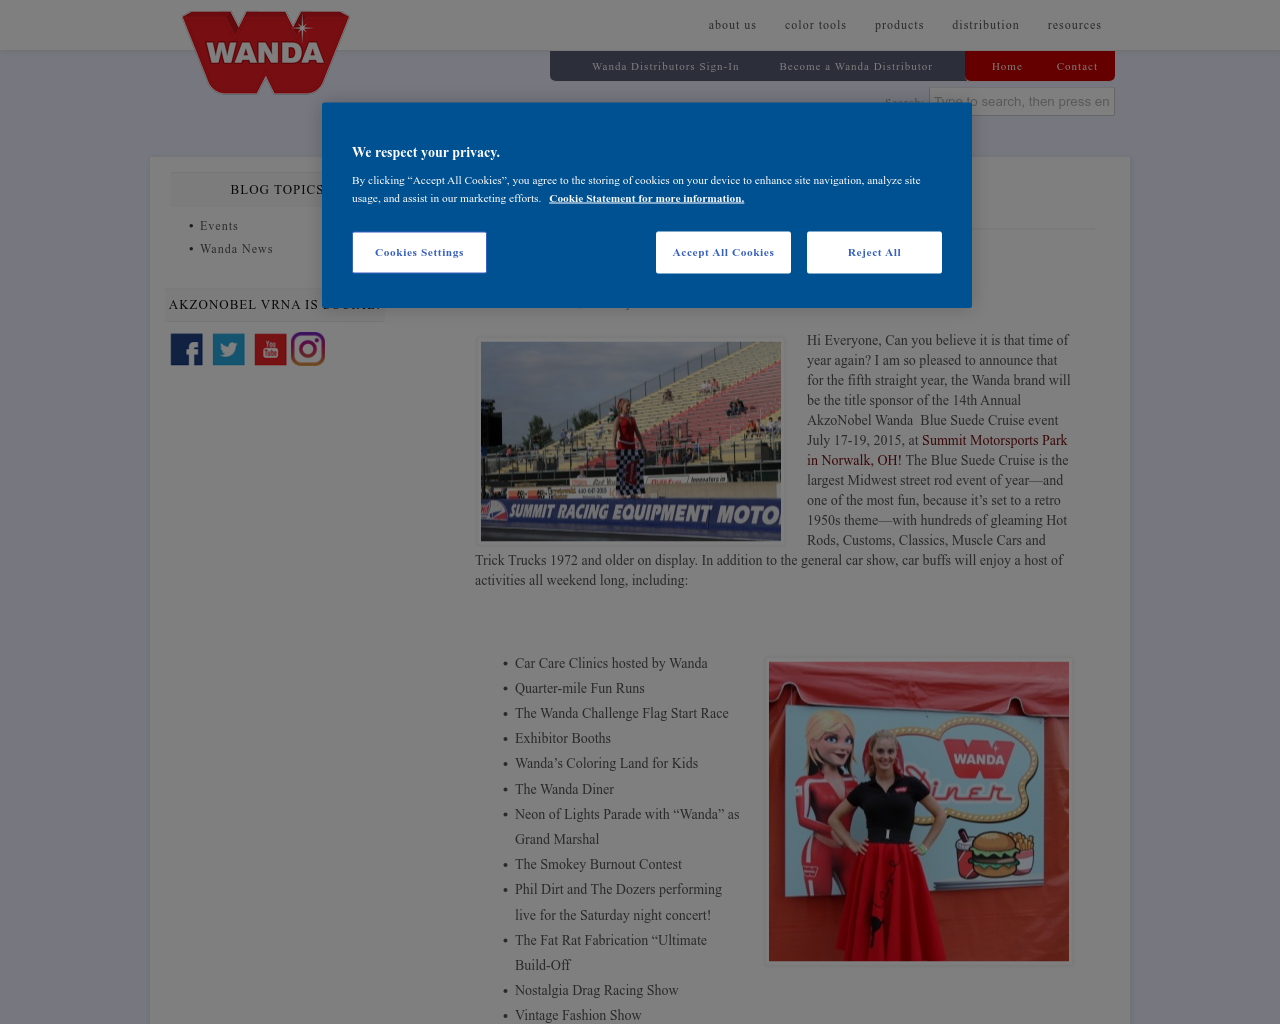 WANDA
about us
color tools
products
distribution
resources
Wanda Distributors Sign-In
Become a Wanda Distributor
Home
Contact
Type to search, then press en
We respect your privacy.
By clicking “Accept All Cookies”, you agree to the storing of cookies on your device to enhance site navigation, analyze site
usage, and assist in our marketing efforts. Cookie Statement for more information.
Cookies Settings
Accept All Cookies
Reject All
BLOG TOPICS
• Events
• Wanda News
AKZONOBEL VRNA IS
You
Tube
SUMMIT RACING EQUIPMENT MOTO
Hi Everyone, Can you believe it is that time of
year again? I am so pleased to announce that
for the fifth straight year, the Wanda brand will
be the title sponsor of the 14th Annual
AkzoNobel Wanda Blue Suede Cruise event
July 17-19, 2015, at Summit Motorsports Park
in Norwalk, OH! The Blue Suede Cruise is the
largest Midwest street rod event of year—and
one of the most fun, because it’s set to a retro
1950s theme—with hundreds of gleaming Hot
Rods, Customs, Classics, Muscle Cars and
Trick Trucks 1972 and older on display. In addition to the general car show, car buffs will enjoy a host of
activities all weekend long, including:
• Car Care Clinics hosted by Wanda
• Quarter-mile Fun Runs
• The Wanda Challenge Flag Start Race
• Exhibitor Booths
• Wanda’s Coloring Land for Kids
• The Wanda Diner
• Neon of Lights Parade with “Wanda” as
Grand Marshal
• The Smokey Burnout Contest
• Phil Dirt and The Dozers performing
live for the Saturday night concert!
• The Fat Rat Fabrication “Ultimate
Build-Off
• Nostalgia Drag Racing Show
• Vintage Fashion Show
WANDA
Diner